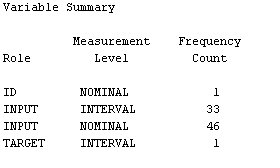 Variable Summary
Measurement Frequency
Role Level Count
ID NOMINAL 1
INPUT INTERVAL 33
INPUT NOMINAL 46
TARGET INTERVAL 1